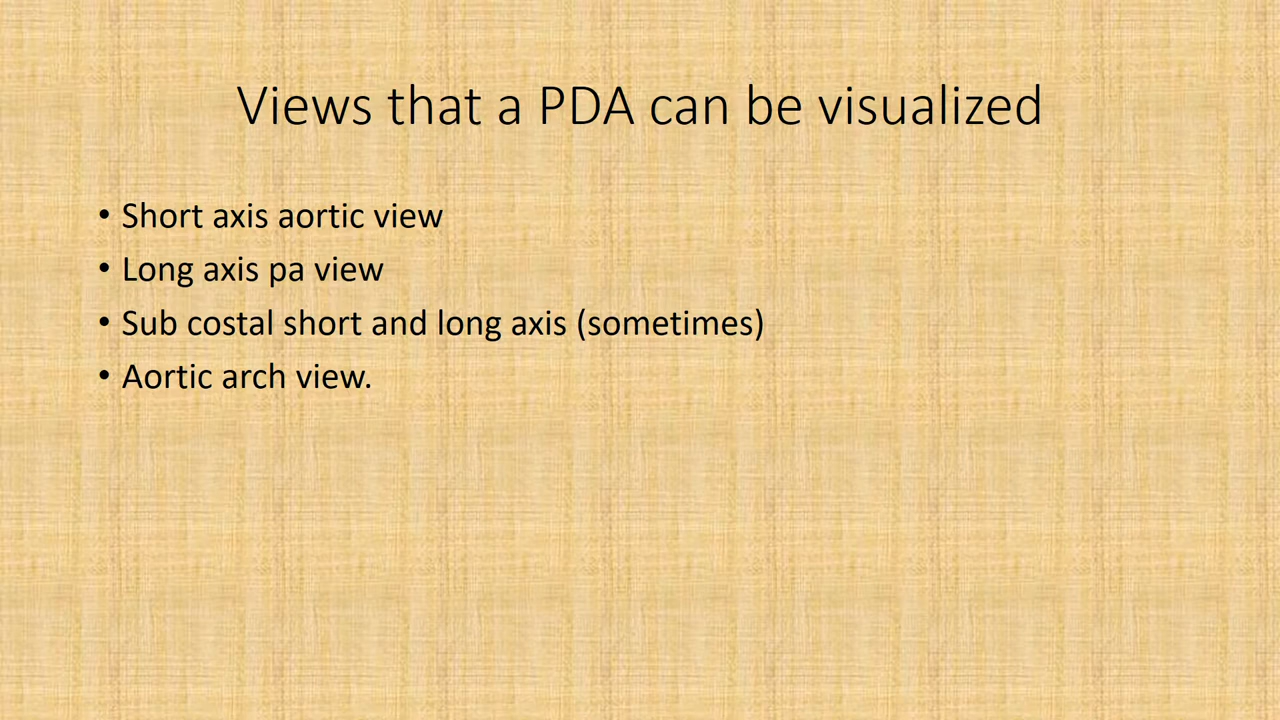 Views that a PDA can be visualized
• Short axis aortic view
• Long axis pa view
• Sub costal short and long axis (sometimes)
• Aortic arch view.